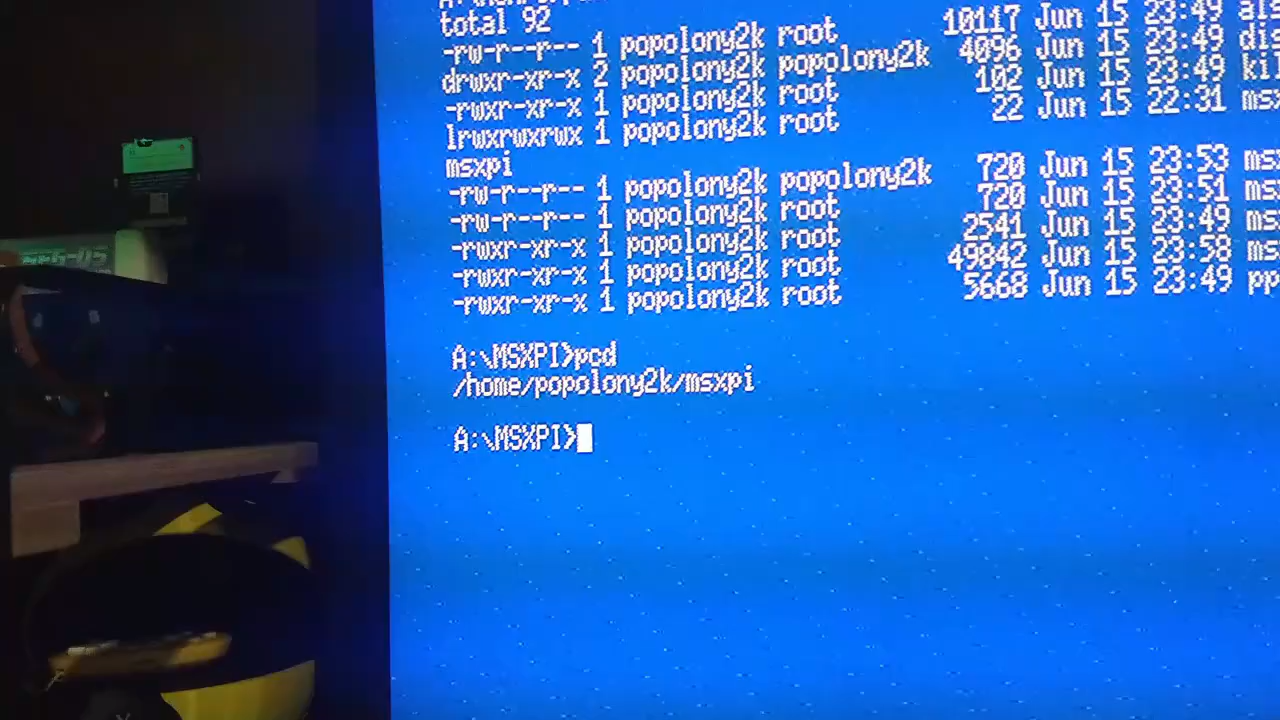 total 92
-rw-r--r-- 1 popolony2k root 10117 Jun 15 23:49
drwxr-xr-x 2 popolony2k popolony2k 4096 Jun 15 23:49
-rwxr-xr-x 1 popolony2k root 102 Jun 15 23:49
lrwxrwxrwx 1 popolony2k root 22 Jun 15 22:31
msxpi
-rw-r--r-- 1 popolony2k popolony2k 720 Jun 15 23:53
-rw-r--r-- 1 popolony2k root 720 Jun 15 23:51
-rwxr-xr-x 1 popolony2k root 2541 Jun 15 23:49
-rwxr-xr-x 1 popolony2k root 49842 Jun 15 23:58
-rwxr-xr-x 1 popolony2k root 5668 Jun 15 23:49 pp
A:\MSXPI>pcd
/home/popolony2k/msxpi
A:\MSXPI>